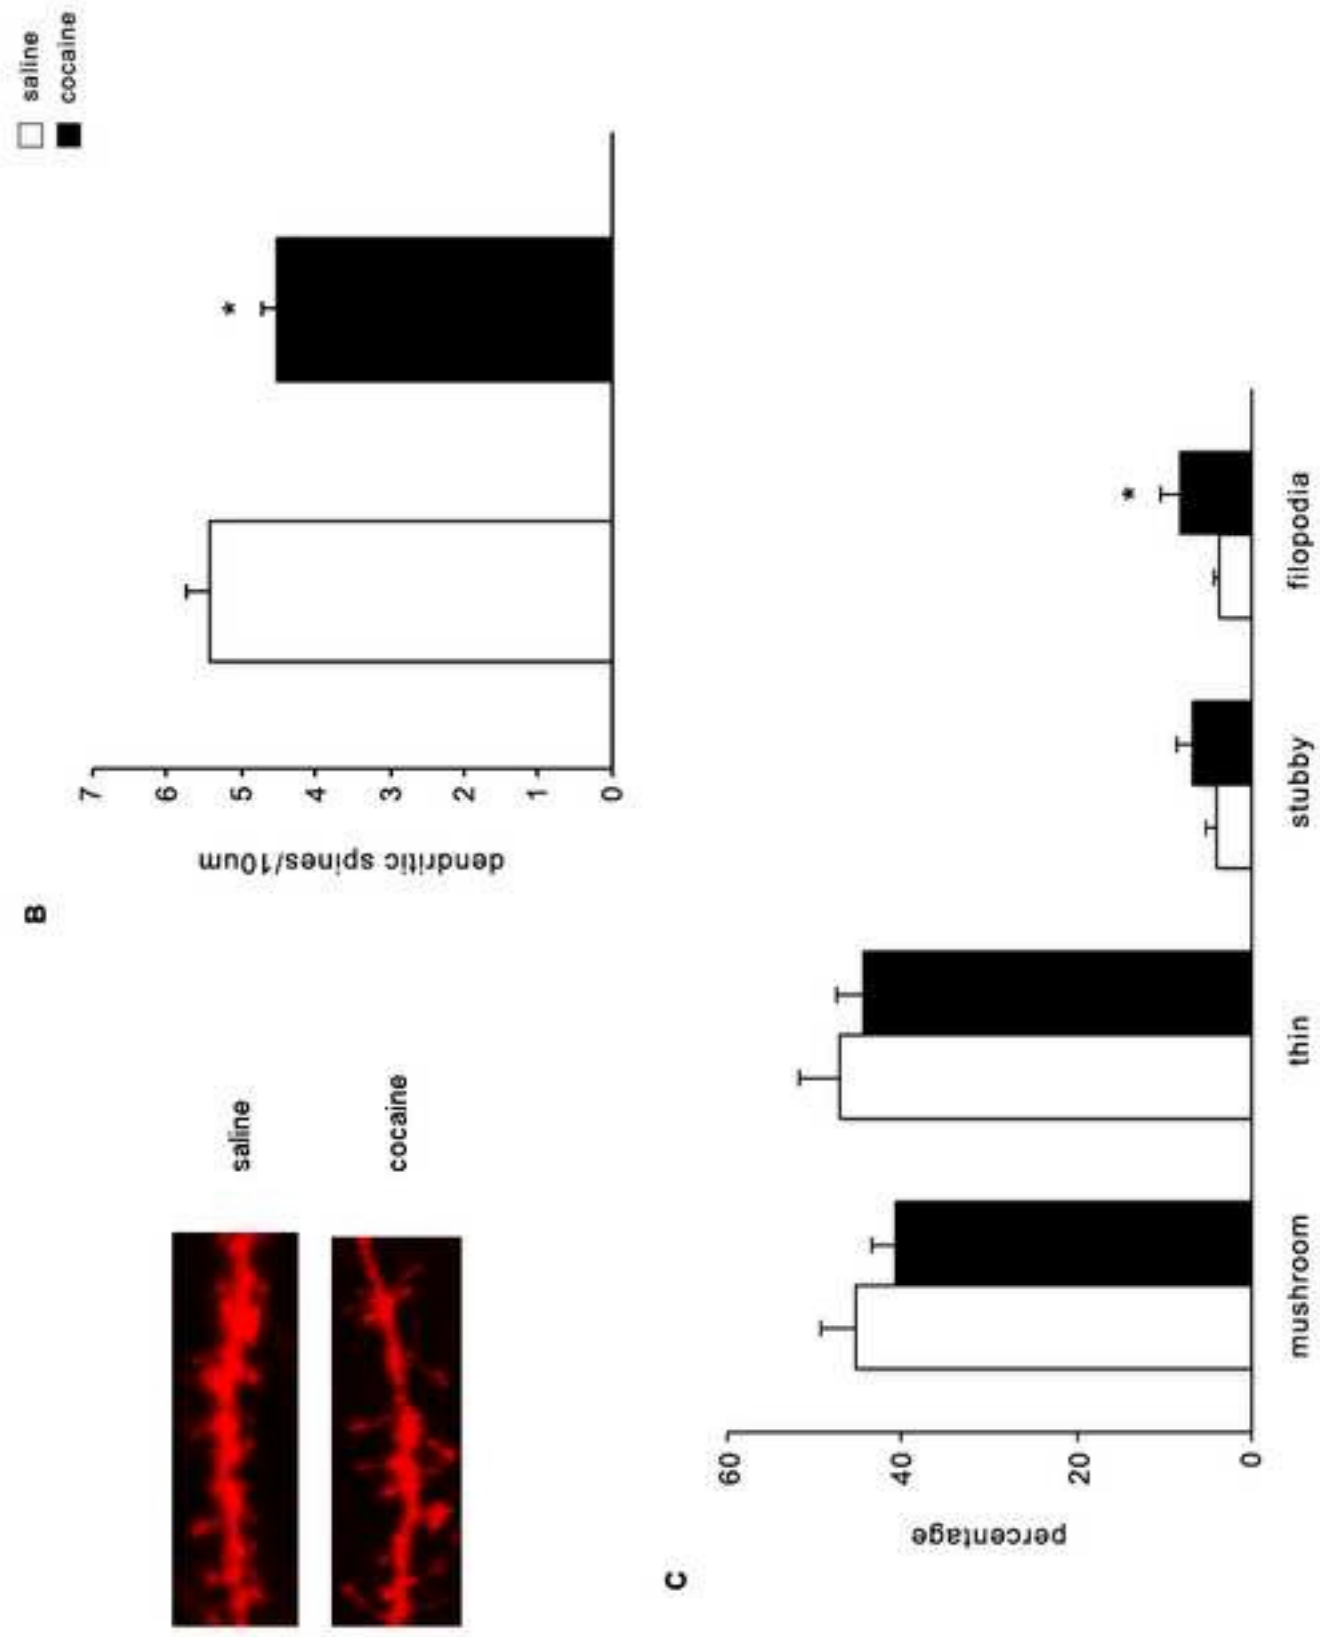 saline
cocaine
B
saline
cocaine
dendritic spines/10um
7
6
5
4
3
2
1
0
*
C
percentage
60
40
20
0
*
mushroom
thin
stubby
filopodia